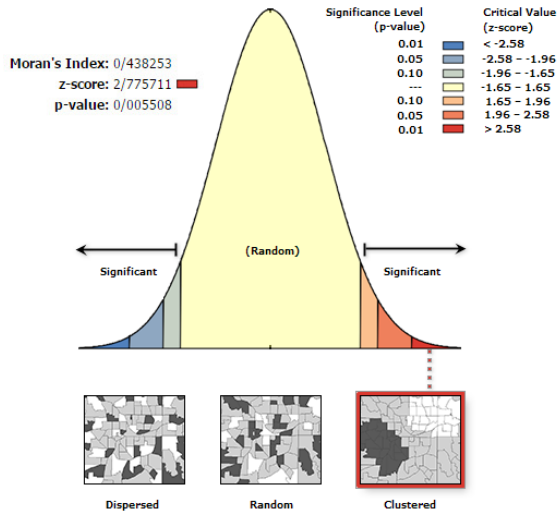 Moran's Index: 0/438253
z-score: 2/775711
p-value: 0/005508
Significance Level Critical Value
(p-value) (z-score)
0.01 < -2.58
0.05 -2.58 – -1.96
0.10 -1.96 – -1.65
--- -1.65 – 1.65
0.10 1.65 – 1.96
0.05 1.96 – 2.58
0.01 > 2.58
(Random)
Significant Significant
Dispersed Random Clustered